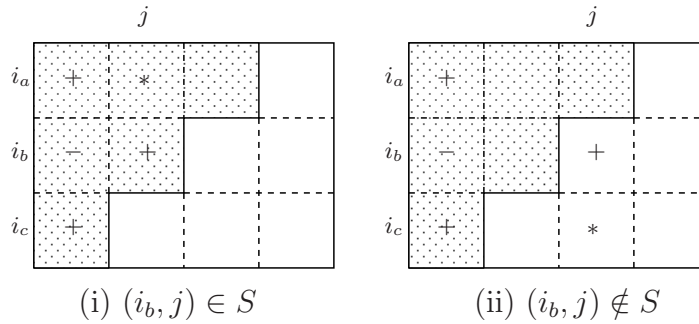 j j
i_a + * i_a +
i_b − + i_b − +
i_c + i_c + *
(i) (i_b, j) ∈ S (ii) (i_b, j) ∉ S